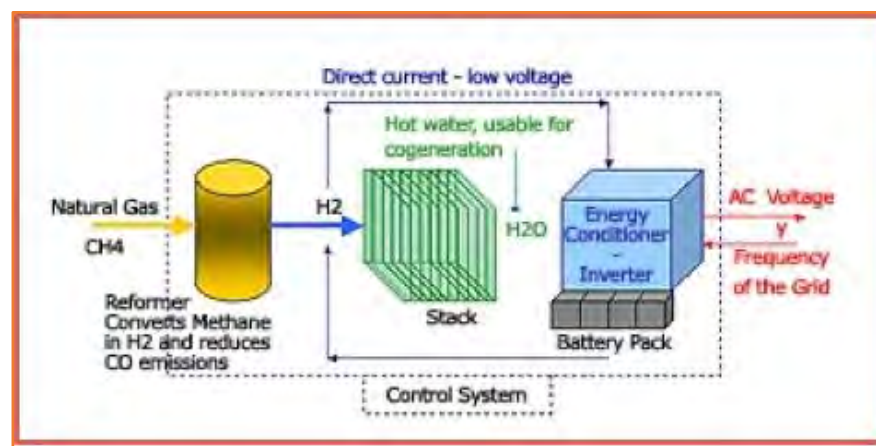 Direct current - low voltage
Hot water, usable for
cogeneration
Natural Gas
CH4
H2
H2O
Energy
Conditioner
-
Inverter
AC Voltage
y
Frequency
of the Grid
Reformer
Converts Methane
in H2 and reduces
CO emissions
Stack
Battery Pack
Control System